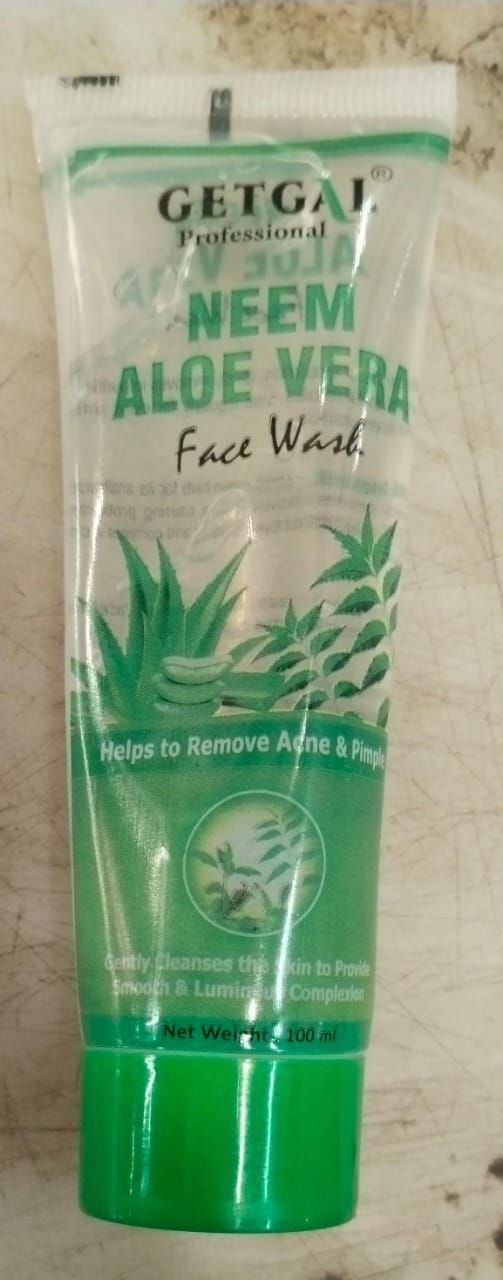 GETGAL®
Professional
NEEM
ALOE VERA
Face Wash
Helps to Remove Acne & Pimple
Gently Cleanses the Skin to Provide
Smooth & Luminous Complexion
Net Weight : 100 ml